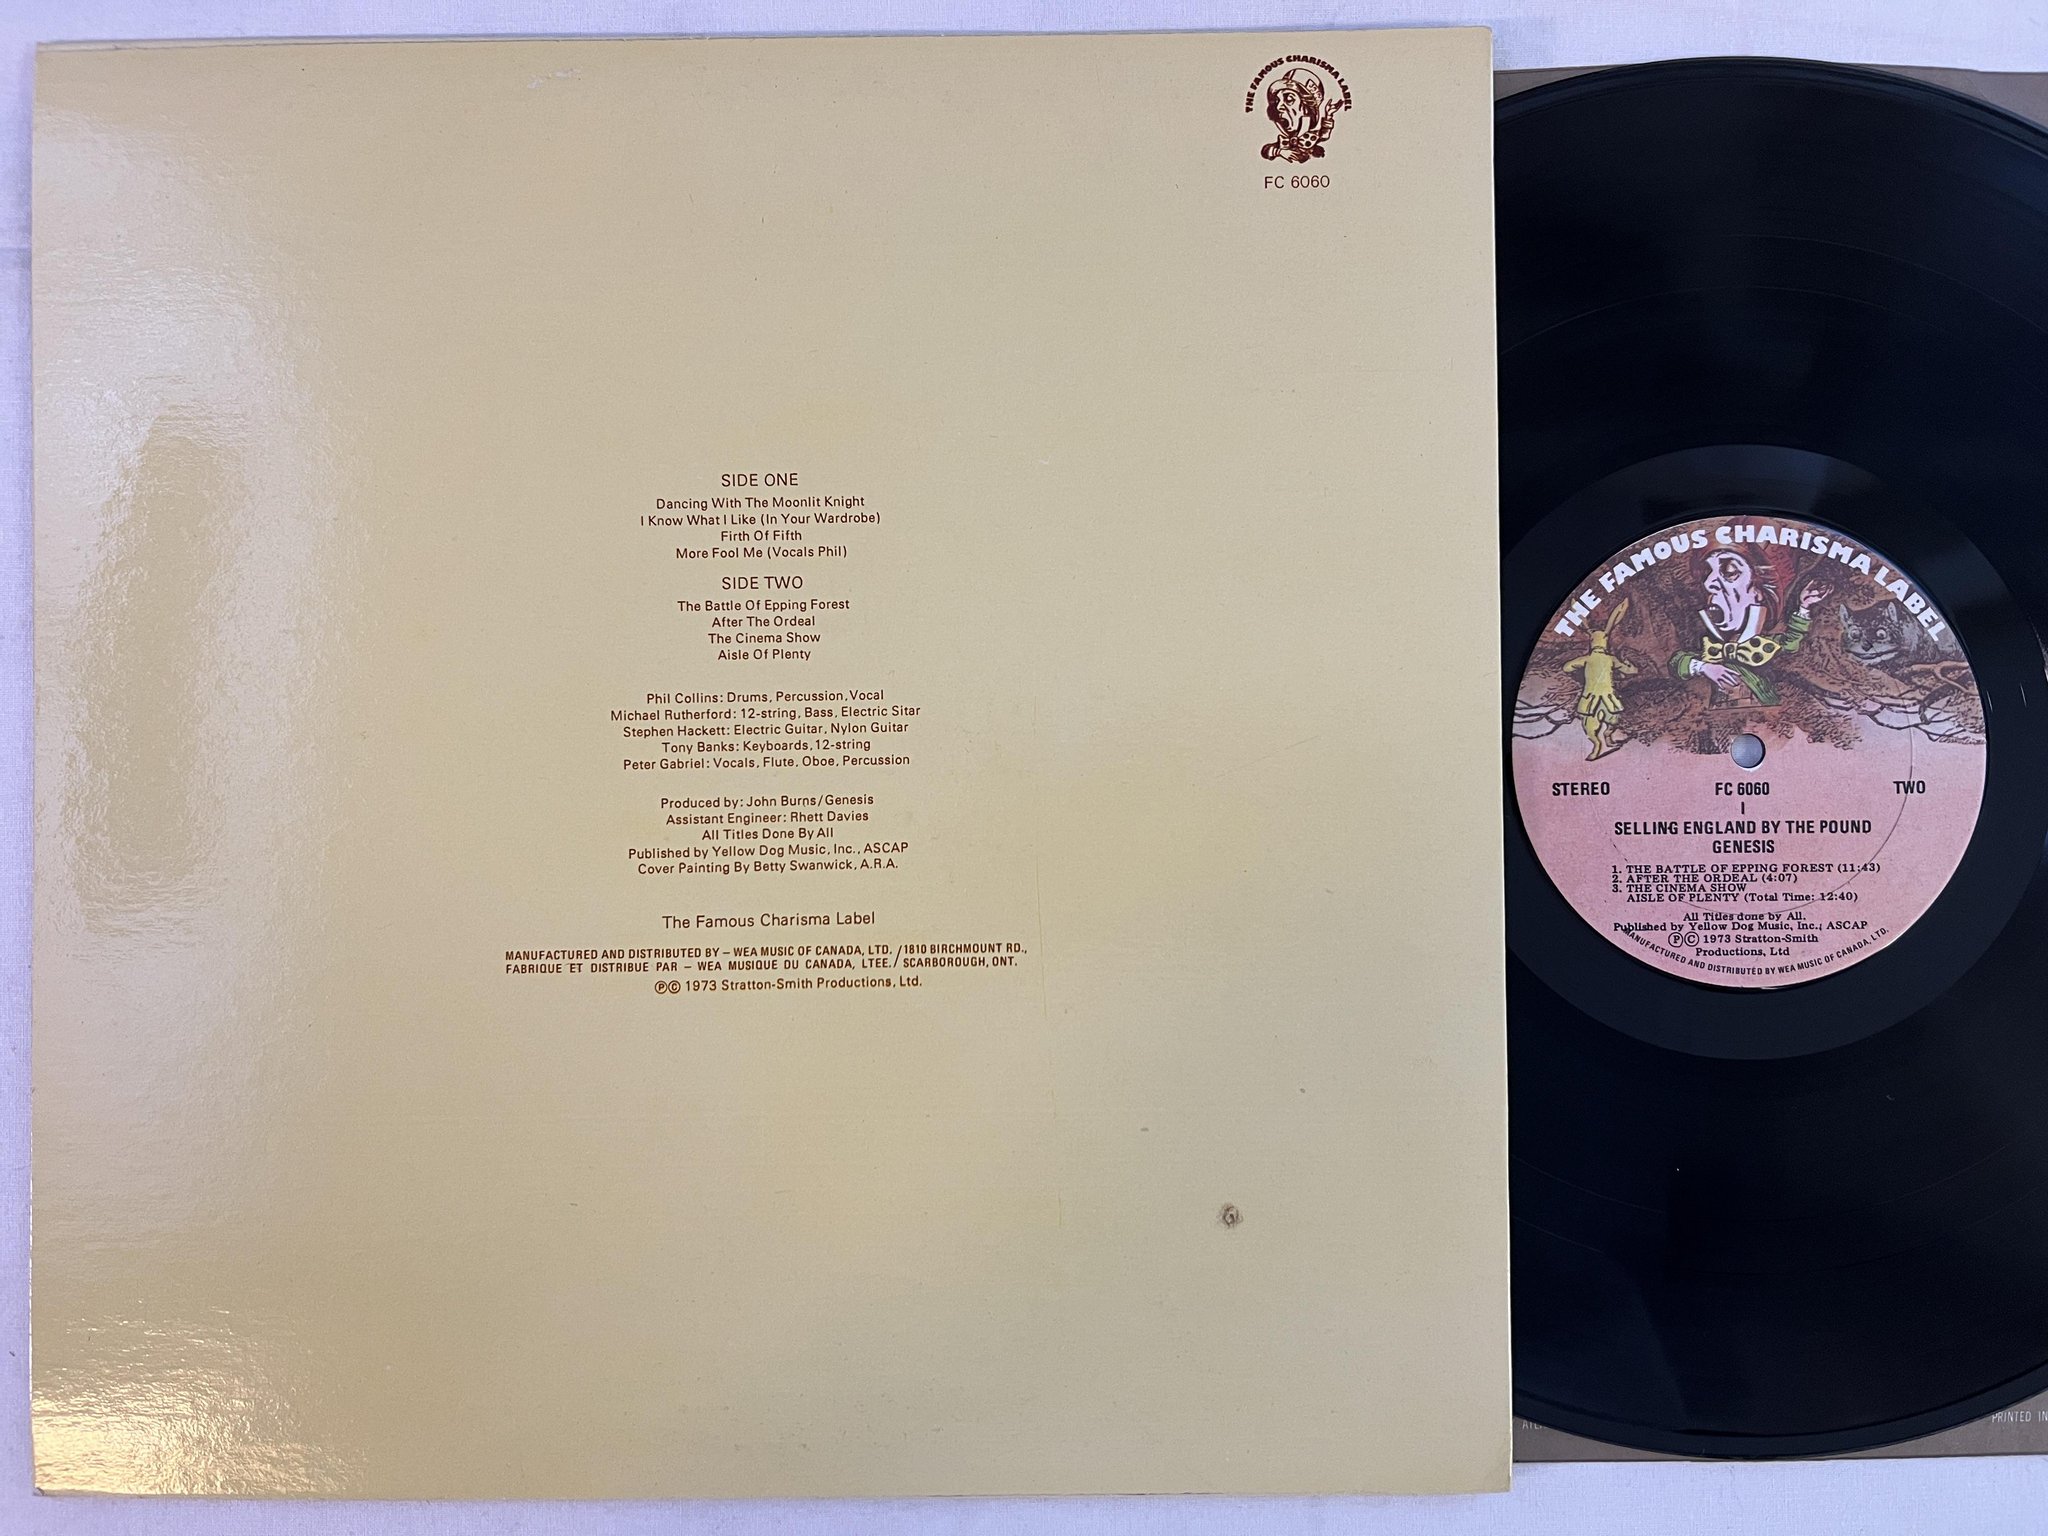 THE FAMOUS CHARISMA LABEL
FC 6060
SIDE ONE
Dancing With The Moonlit Knight
I Know What I Like (In Your Wardrobe)
Firth Of Fifth
More Fool Me (Vocals Phil)
SIDE TWO
The Battle Of Epping Forest
After The Ordeal
The Cinema Show
Aisle Of Plenty
Phil Collins: Drums, Percussion, Vocal
Michael Rutherford: 12-string, Bass, Electric Sitar
Stephen Hackett: Electric Guitar, Nylon Guitar
Tony Banks: Keyboards, 12-string
Peter Gabriel: Vocals, Flute, Oboe, Percussion
Produced by: John Burns/Genesis
Assistant Engineer: Rhett Davies
All Titles Done By All
Published by Yellow Dog Music, Inc., ASCAP
Cover Painting By Betty Swanwick, A.R.A.
The Famous Charisma Label
MANUFACTURED AND DISTRIBUTED BY – WEA MUSIC OF CANADA, LTD. / 1810 BIRCHMOUNT RD.,
FABRIQUE ET DISTRIBUE PAR – WEA MUSIQUE DU CANADA, LTEE. / SCARBOROUGH, ONT.
℗© 1973 Stratton-Smith Productions, Ltd.
THE FAMOUS CHARISMA LABEL
STEREO FC 6060 TWO
I
SELLING ENGLAND BY THE POUND
GENESIS
1. THE BATTLE OF EPPING FOREST (11:43)
2. AFTER THE ORDEAL (4:07)
3. THE CINEMA SHOW
AISLE OF PLENTY (Total Time: 12:40)
All Titles done by All.
Published by Yellow Dog Music, Inc., ASCAP
℗© 1973 Stratton-Smith
Productions, Ltd
MANUFACTURED AND DISTRIBUTED BY WEA MUSIC OF CANADA, LTD.
PRINTED IN